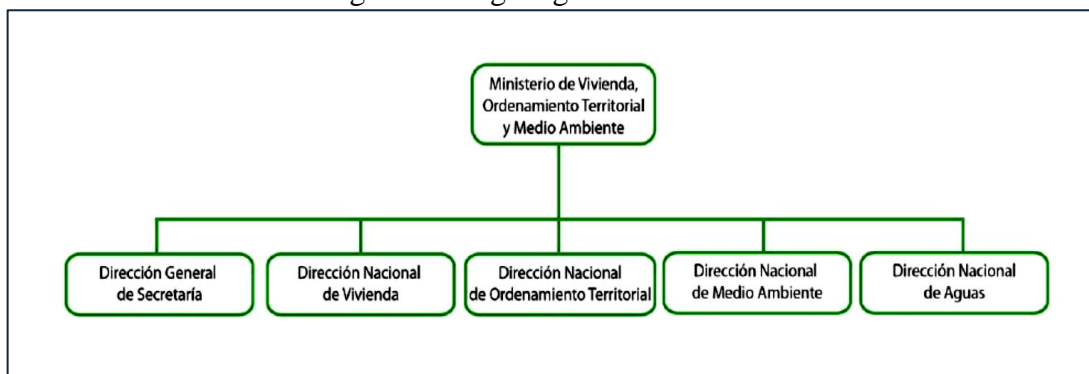 Ministerio de Vivienda,
Ordenamiento Territorial
y Medio Ambiente
Dirección General
de Secretaría
Dirección Nacional
de Vivienda
Dirección Nacional
de Ordenamiento Territorial
Dirección Nacional
de Medio Ambiente
Dirección Nacional
de Aguas